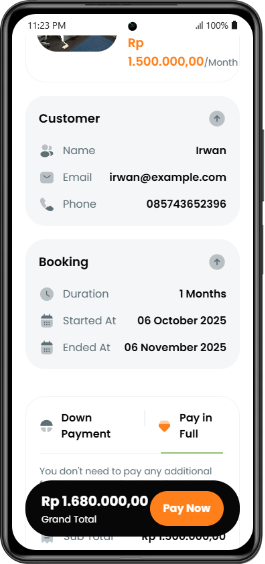 11:23 PM 100%
Rp
1.500.000,00/Month
Customer
Name Irwan
Email irwan@example.com
Phone 085743652396
Booking
Duration 1 Months
Started At 06 October 2025
Ended At 06 November 2025
Down Payment
Pay in Full
You don't need to pay any additional
Rp 1.680.000,00
Grand Total
Pay Now
Sub Total Rp 1.500.000,00